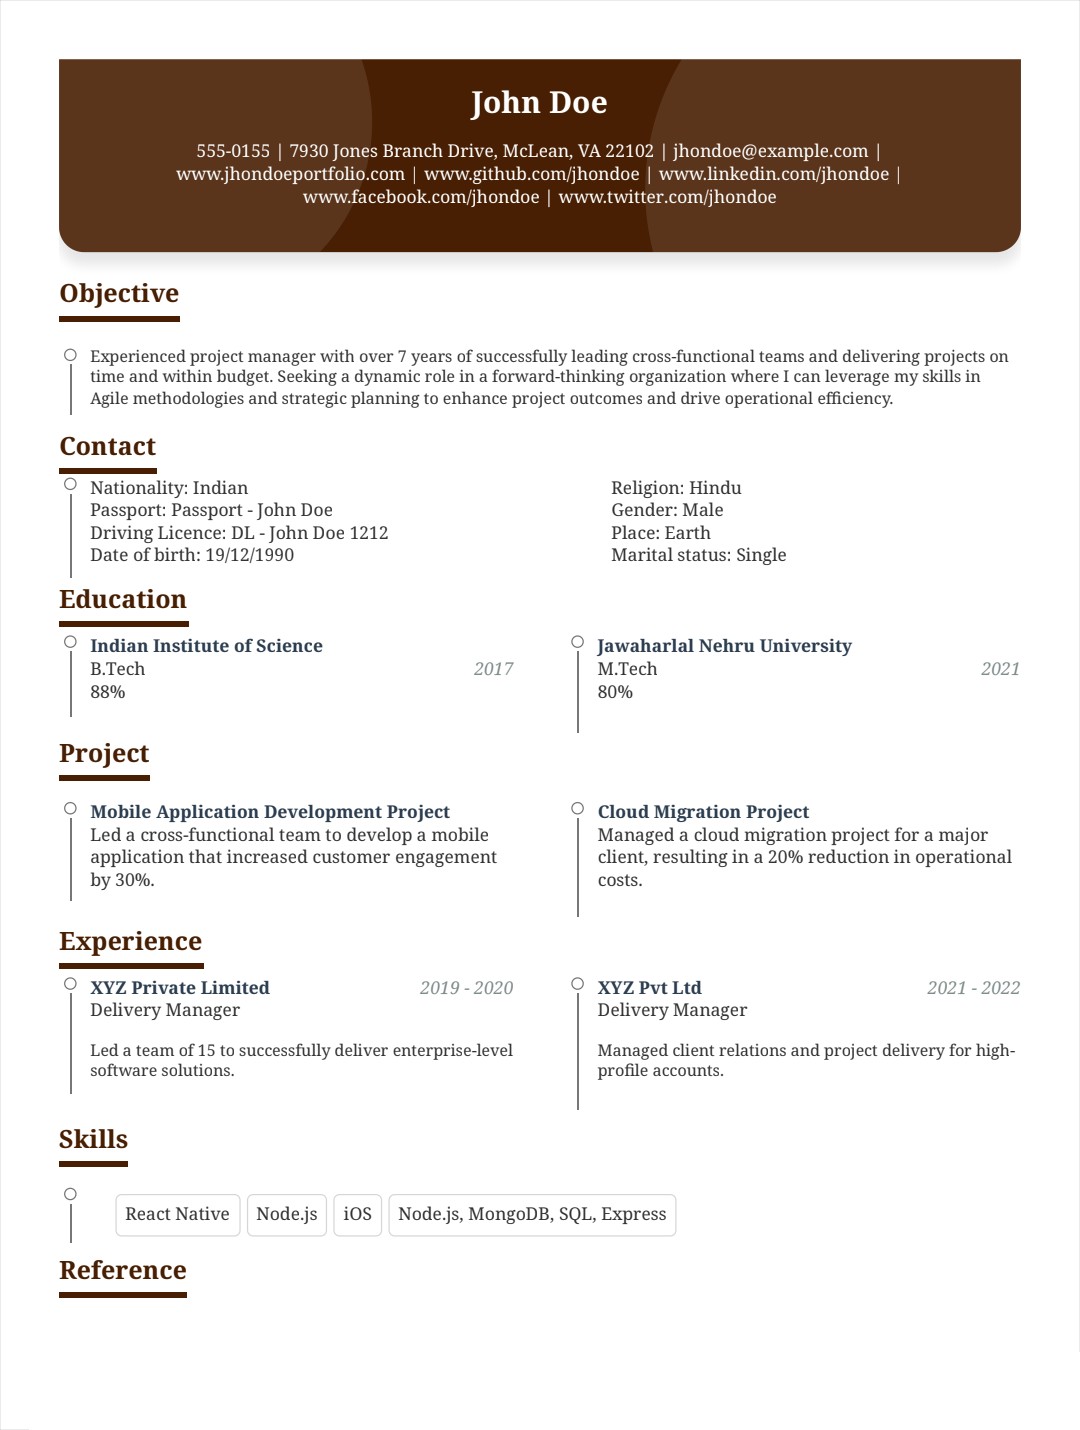 John Doe
555-0155 | 7930 Jones Branch Drive, McLean, VA 22102 | jhondoe@example.com |
www.jhondoeportfolio.com | www.github.com/jhondoe | www.linkedin.com/jhondoe |
www.facebook.com/jhondoe | www.twitter.com/jhondoe
Objective
Experienced project manager with over 7 years of successfully leading cross-functional teams and delivering projects on
time and within budget. Seeking a dynamic role in a forward-thinking organization where I can leverage my skills in
Agile methodologies and strategic planning to enhance project outcomes and drive operational efficiency.
Contact
Nationality: Indian
Passport: Passport - John Doe
Driving Licence: DL - John Doe 1212
Date of birth: 19/12/1990
Religion: Hindu
Gender: Male
Place: Earth
Marital status: Single
Education
Indian Institute of Science
B.Tech 2017
88%
Jawaharlal Nehru University
M.Tech 2021
80%
Project
Mobile Application Development Project
Led a cross-functional team to develop a mobile
application that increased customer engagement
by 30%.
Cloud Migration Project
Managed a cloud migration project for a major
client, resulting in a 20% reduction in operational
costs.
Experience
XYZ Private Limited 2019 - 2020
Delivery Manager
Led a team of 15 to successfully deliver enterprise-level
software solutions.
XYZ Pvt Ltd 2021 - 2022
Delivery Manager
Managed client relations and project delivery for high-
profile accounts.
Skills
React Native Node.js iOS Node.js, MongoDB, SQL, Express
Reference